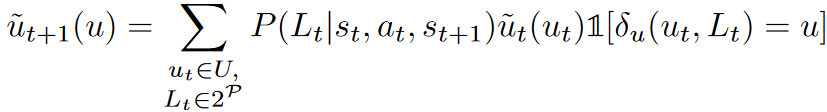 ũ_{t+1}(u) = ∑_{u_t∈U, L_t∈2^𝒫} P(L_t|s_t, a_t, s_{t+1})ũ_t(u_t)𝟙[δ_u(u_t, L_t) = u]